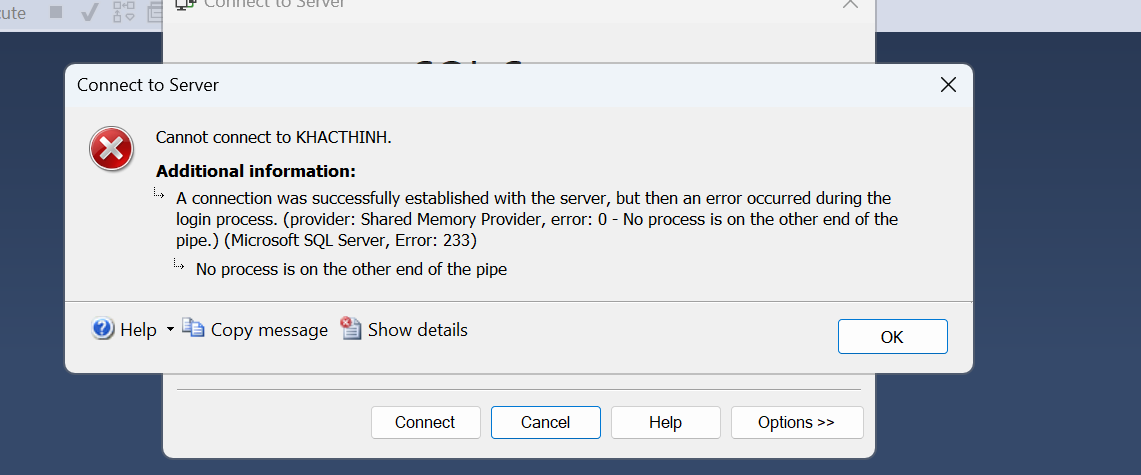 cute
Connect to Server
Connect to Server
Cannot connect to KHACTHINH.
Additional information:
A connection was successfully established with the server, but then an error occurred during the
login process. (provider: Shared Memory Provider, error: 0 - No process is on the other end of the
pipe.) (Microsoft SQL Server, Error: 233)
No process is on the other end of the pipe
Help Copy message Show details OK
Connect Cancel Help Options >>